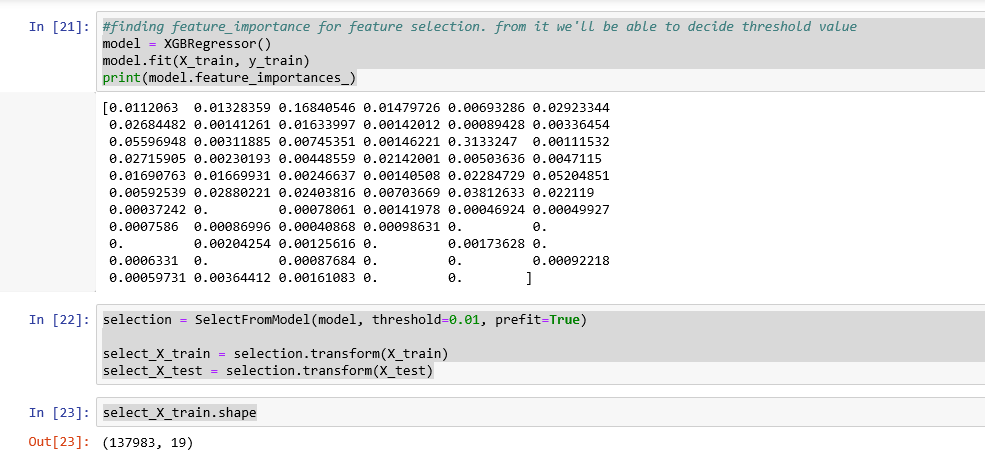 In [21]: #finding feature_importance for feature selection. from it we'll be able to decide threshold value
model = XGBRegressor()
model.fit(X_train, y_train)
print(model.feature_importances_)
[0.0112063  0.01328359 0.16840546 0.01479726 0.00693286 0.02923344
0.02684482 0.00141261 0.01633997 0.00142012 0.00089428 0.00336454
0.05596948 0.00311885 0.00745351 0.00146221 0.3133247  0.00111532
0.02715905 0.00230193 0.00448559 0.02142001 0.00503636 0.0047115
0.01690763 0.01669931 0.00246637 0.00140508 0.02284729 0.05204851
0.00592539 0.02880221 0.02403816 0.00703669 0.03812633 0.022119
0.00037242 0.         0.00078061 0.00141978 0.00046924 0.00049927
0.0007586  0.00086996 0.00040868 0.00098631 0.         0.
0.         0.00204254 0.00125616 0.         0.00173628 0.
0.0006331  0.         0.00087684 0.         0.         0.00092218
0.00059731 0.00364412 0.00161083 0.         0.        ]
In [22]: selection = SelectFromModel(model, threshold=0.01, prefit=True)
select_X_train = selection.transform(X_train)
select_X_test = selection.transform(X_test)
In [23]: select_X_train.shape
Out[23]: (137983, 19)